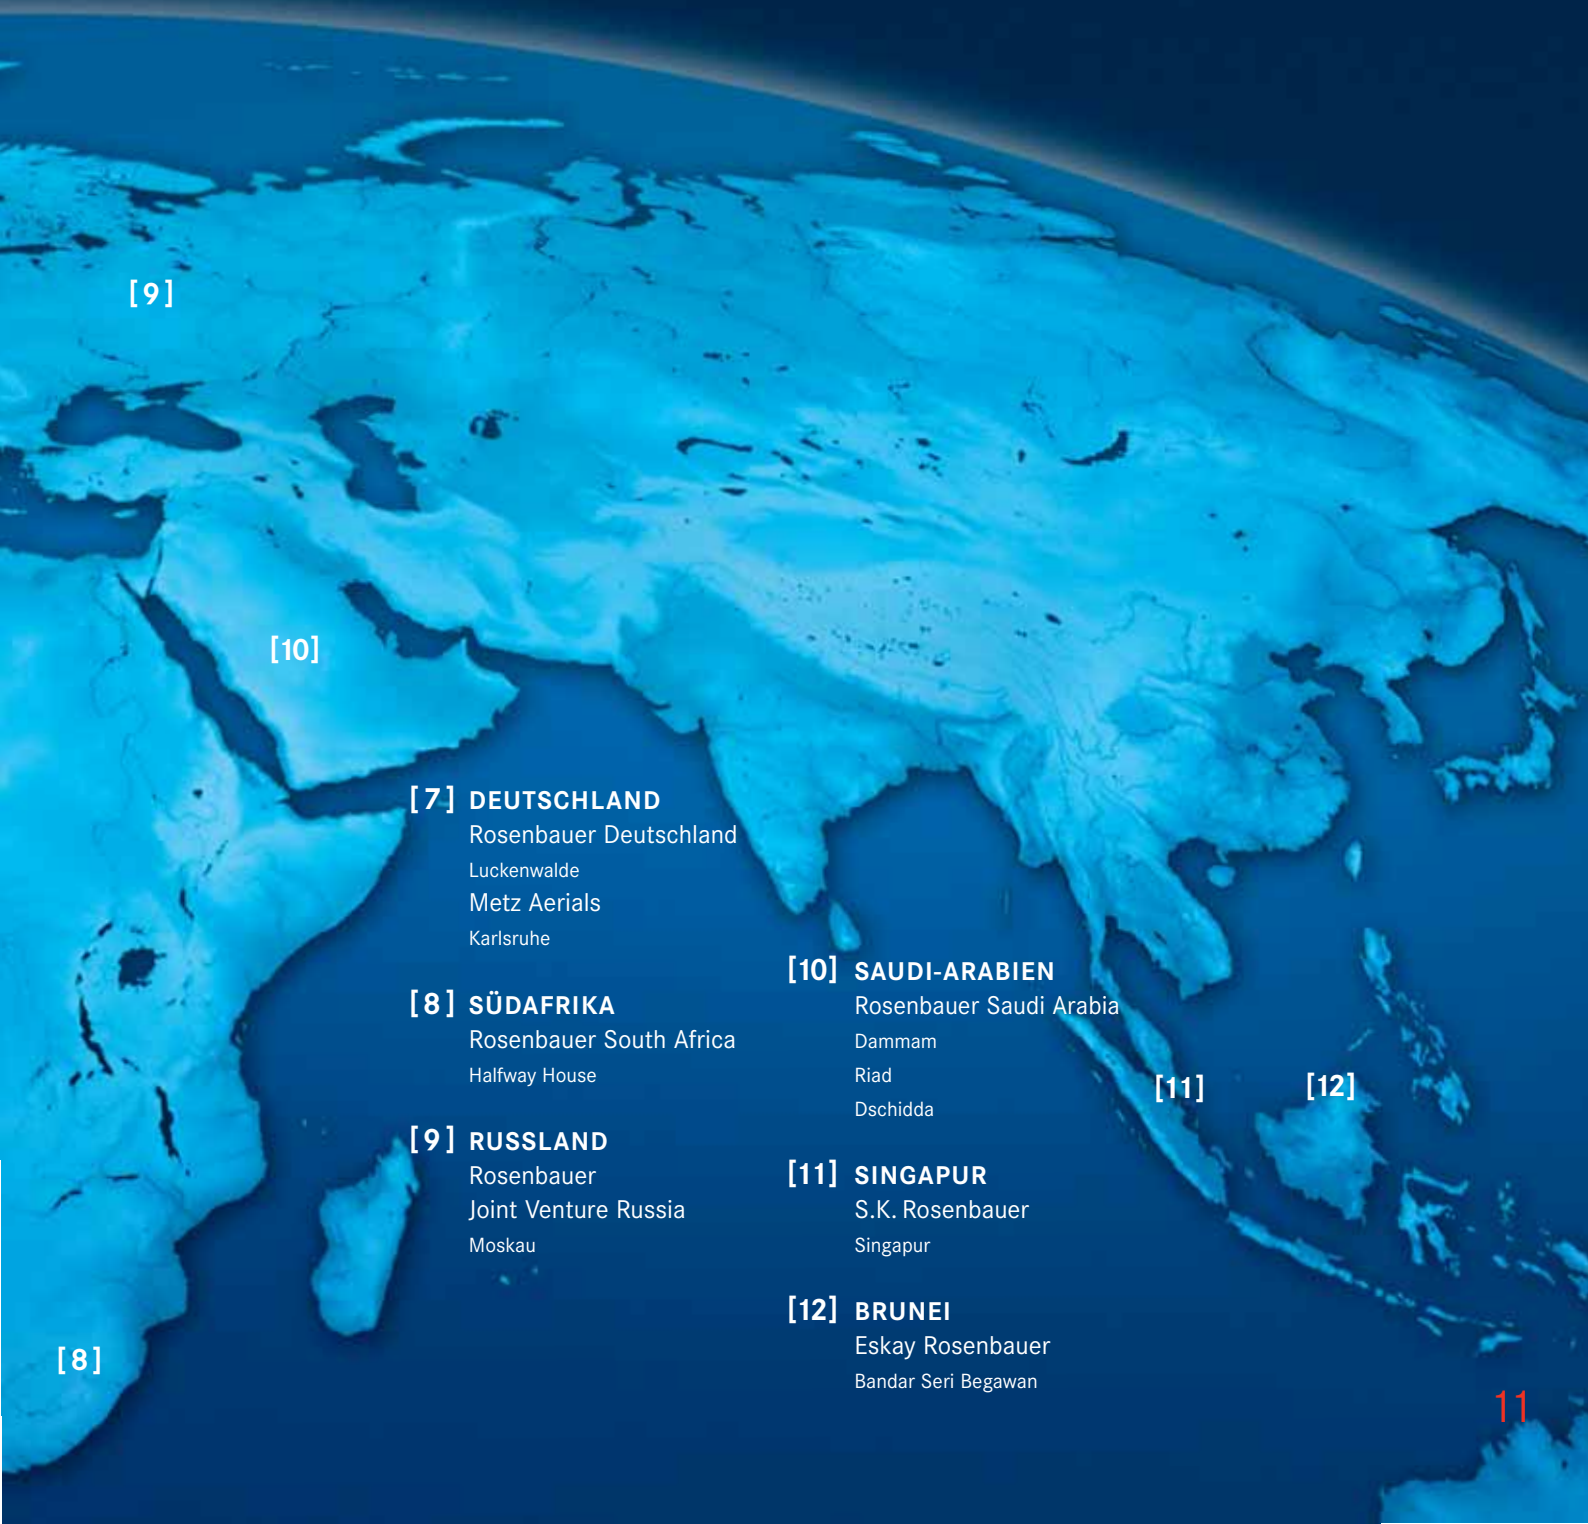 [9]
[10]
[7] DEUTSCHLAND
Rosenbauer Deutschland
Luckenwalde
Metz Aerials
Karlsruhe
[8] SÜDAFRIKA
Rosenbauer South Africa
Halfway House
[9] RUSSLAND
Rosenbauer
Joint Venture Russia
Moskau
[10] SAUDI-ARABIEN
Rosenbauer Saudi Arabia
Dammam
Riad
Dschidda
[11] SINGAPUR
S.K. Rosenbauer
Singapur
[12] BRUNEI
Eskay Rosenbauer
Bandar Seri Begawan
[11]
[12]
[8]
11